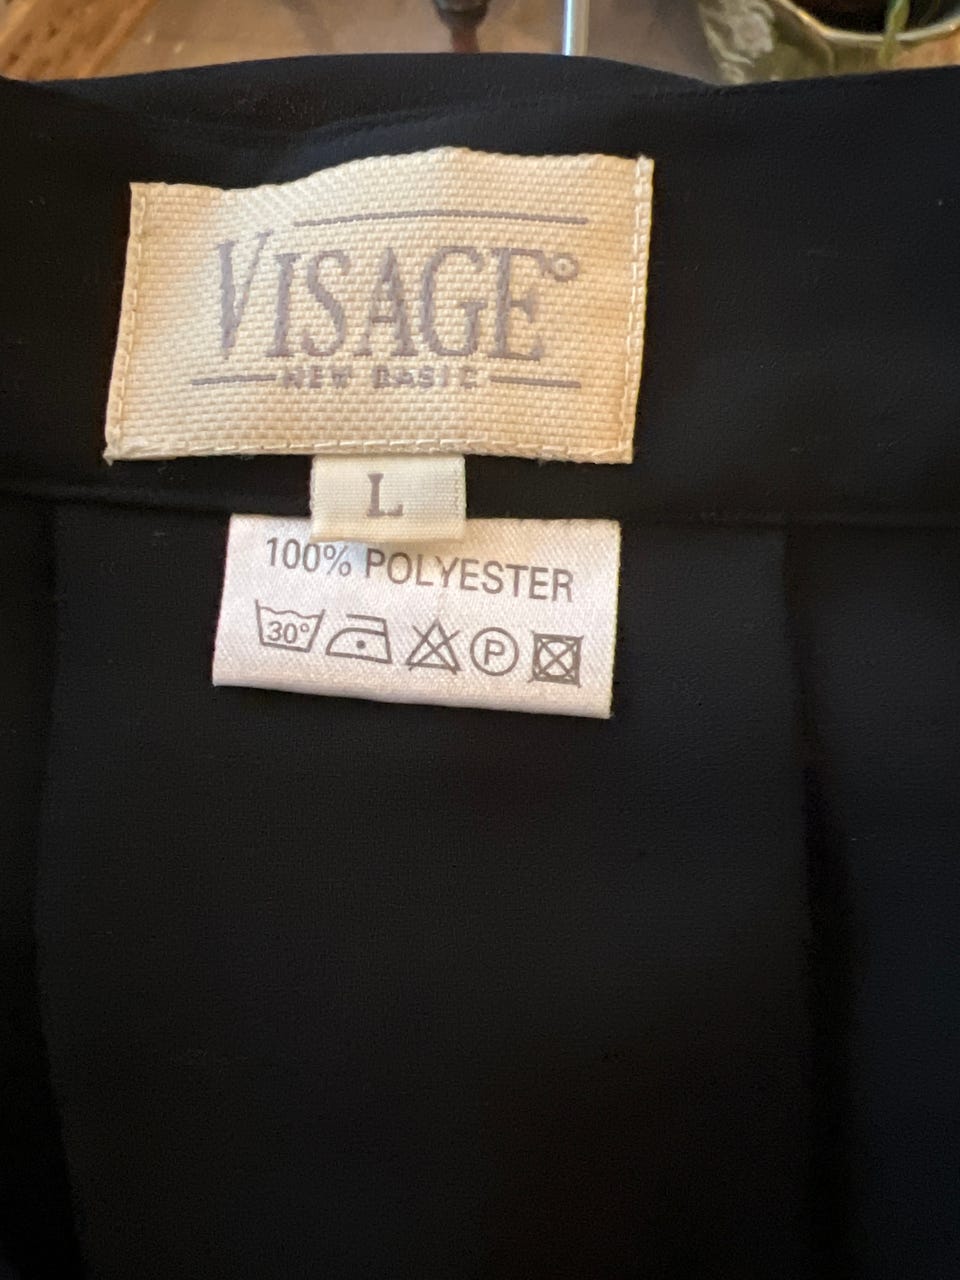 VISAGE
NEW BASIC
L
100% POLYESTER
30° P